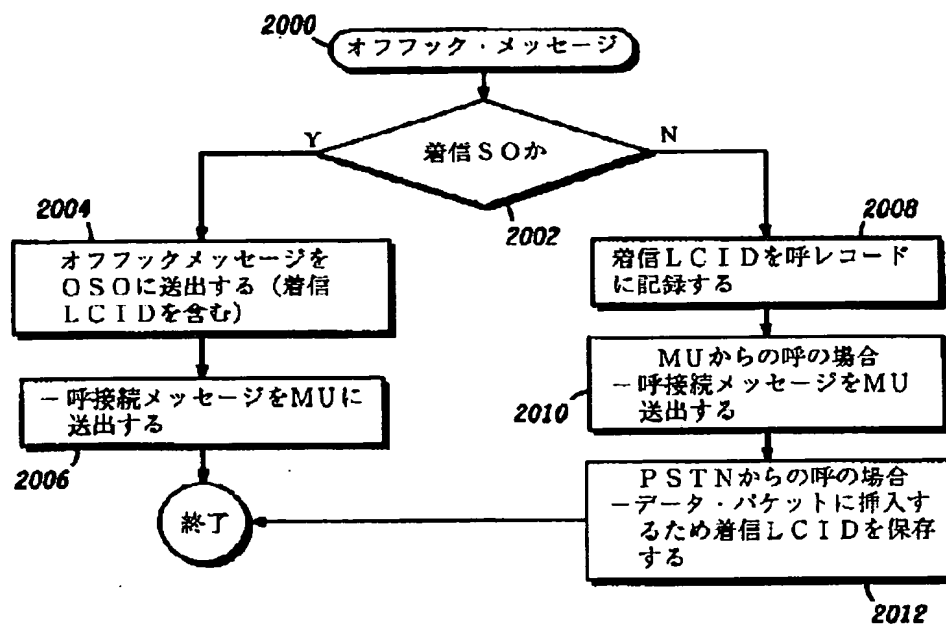 2000
オフフック・メッセージ
Y
着信SOか
N
2002
2004
オフフックメッセージを
OSOに送出する(着信
LCIDを含む)
2008
着信LCIDを呼レコード
に記録する
-呼接続メッセージをMUに
送出する
2006
MUからの呼の場合
-呼接続メッセージをMU
送出する
2010
終了
PSTNからの呼の場合
-データ・パケットに挿入す
るため着信LCIDを保存
する
2012